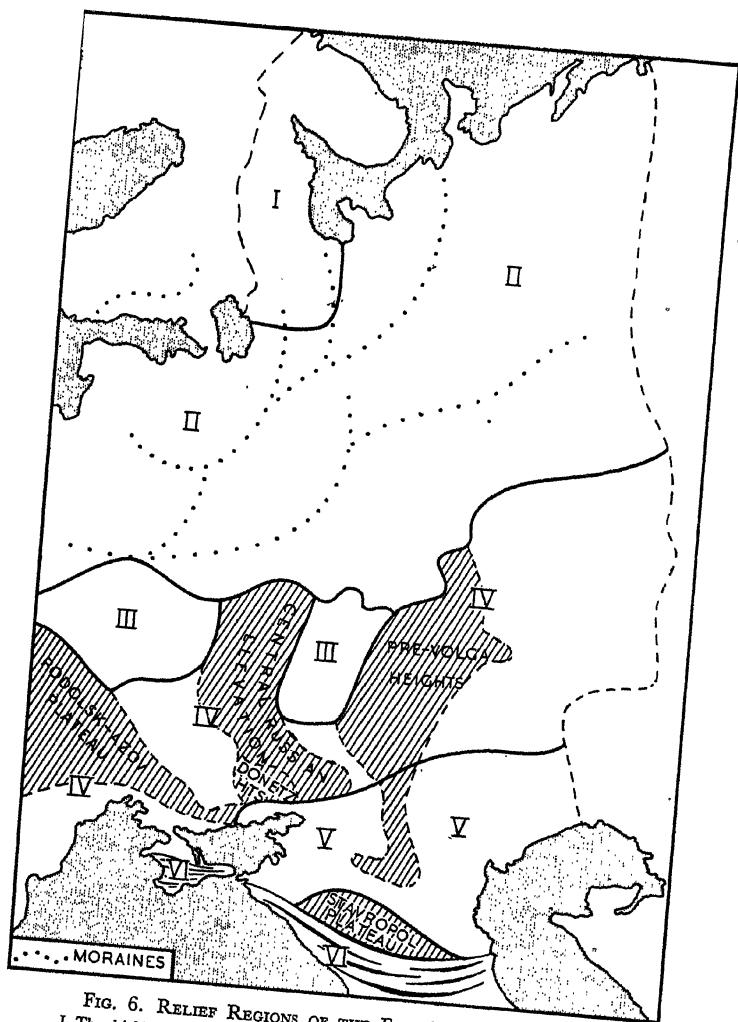 I
II
II
III
III
IV
IV
IV
V
V
VI
VI
PODOLSK-AZOV
PLATEAU
CENTRAL RUSSIAN
ELEVATION
DONETZ
HTS.
PRE-VOLGA
HEIGHTS
STAVROPOL
PLATEAU
MORAINES
FIG. 6. RELIEF REGIONS OF THE